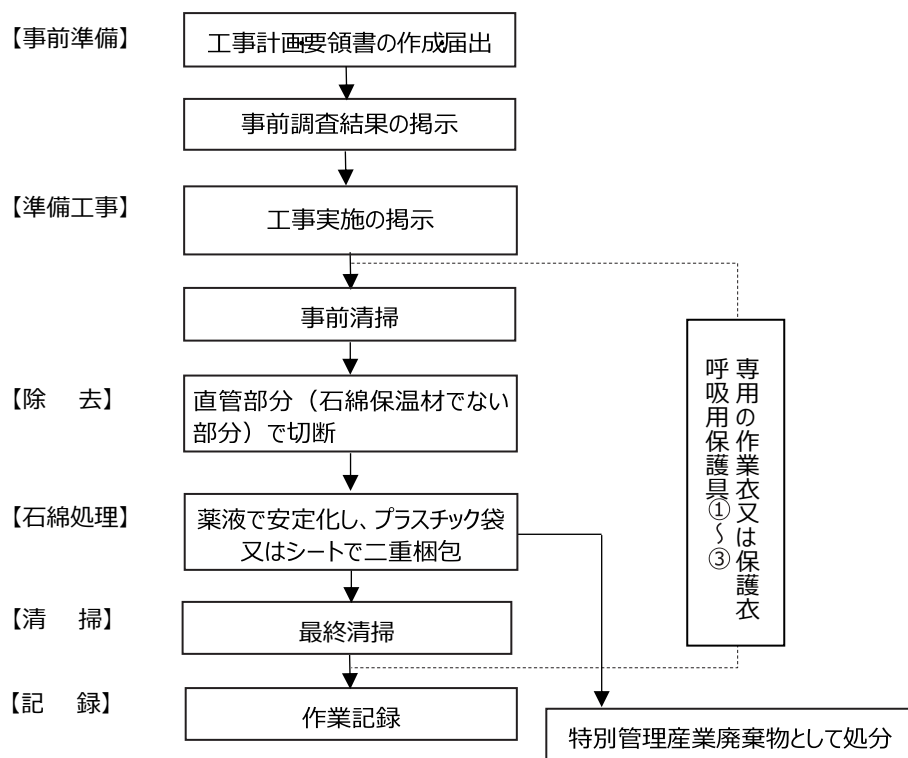 【事前準備】
工事計画・要領書の作成・届出
事前調査結果の掲示
【準備工事】
工事実施の掲示
事前清掃
【除　去】
直管部分（石綿保温材でない
部分）で切断
【石綿処理】
薬液で安定化し、プラスチック袋
又はシートで二重梱包
【清　掃】
最終清掃
【記　録】
作業記録
専用の作業衣又は保護衣
呼吸用保護具①～③
特別管理産業廃棄物として処分